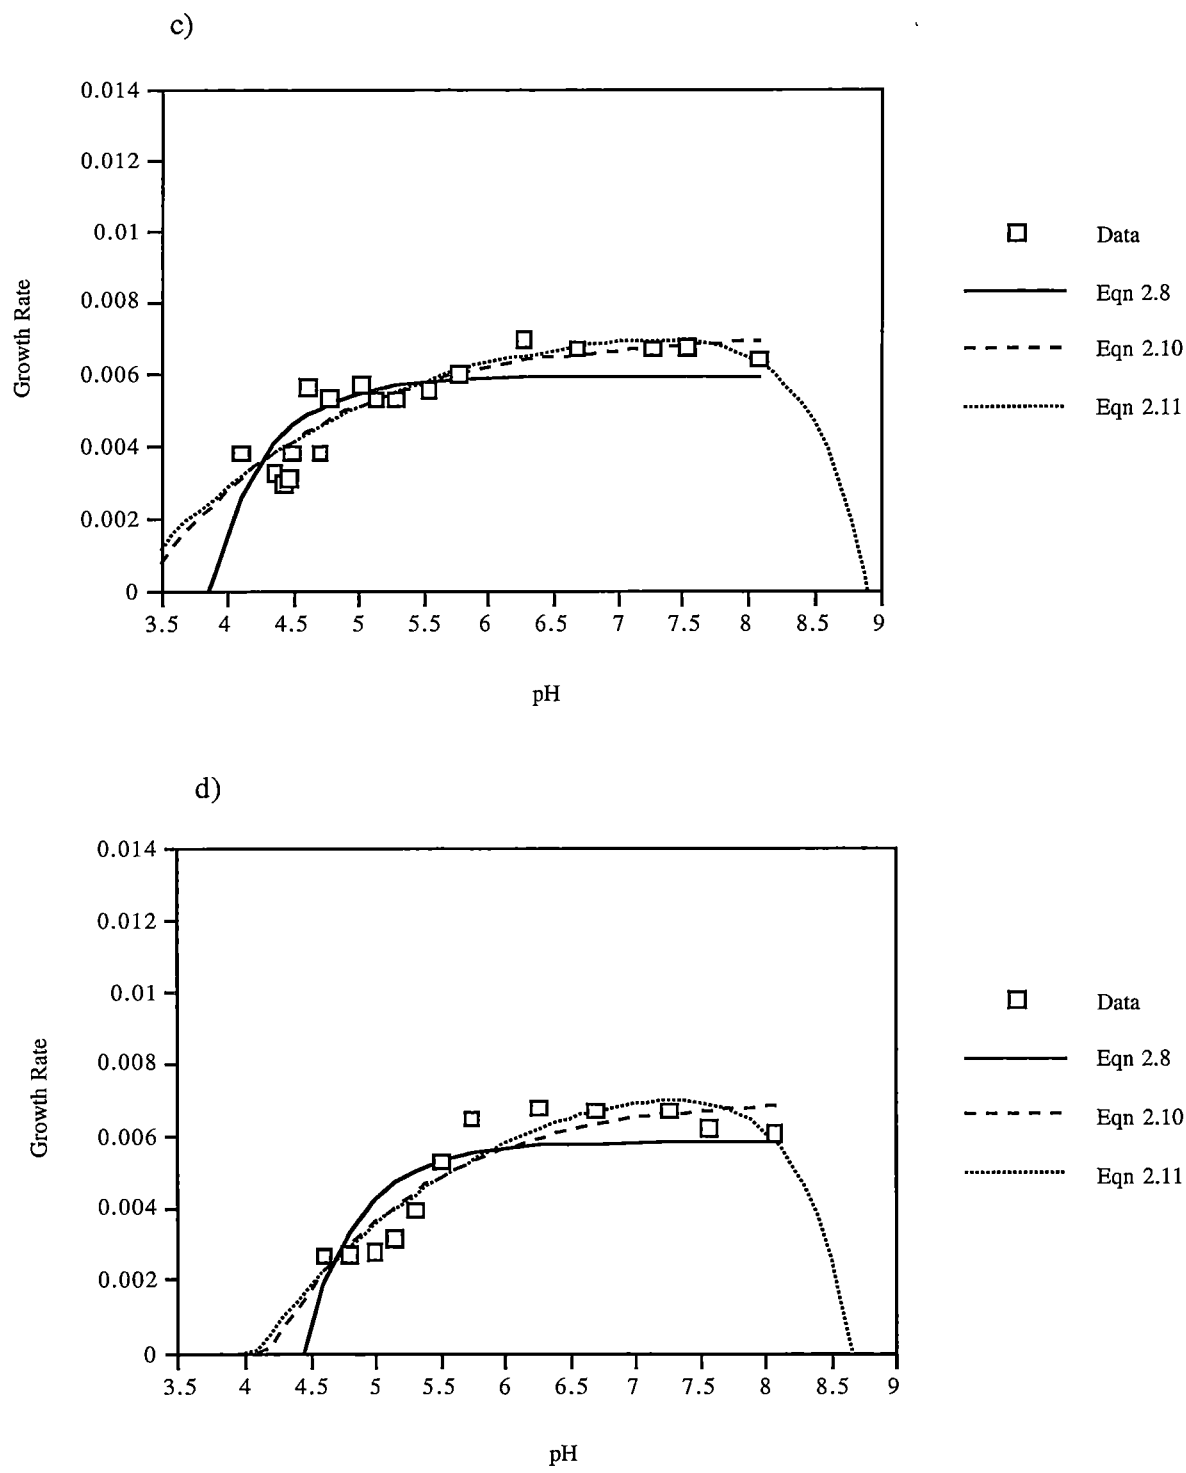 c)
0.014
0.012
0.01
0.008
0.006
0.004
0.002
0
Growth Rate
3.5 4 4.5 5 5.5 6 6.5 7 7.5 8 8.5 9
pH
Data
Eqn 2.8
Eqn 2.10
Eqn 2.11
d)
0.014
0.012
0.01
0.008
0.006
0.004
0.002
0
Growth Rate
3.5 4 4.5 5 5.5 6 6.5 7 7.5 8 8.5 9
pH
Data
Eqn 2.8
Eqn 2.10
Eqn 2.11